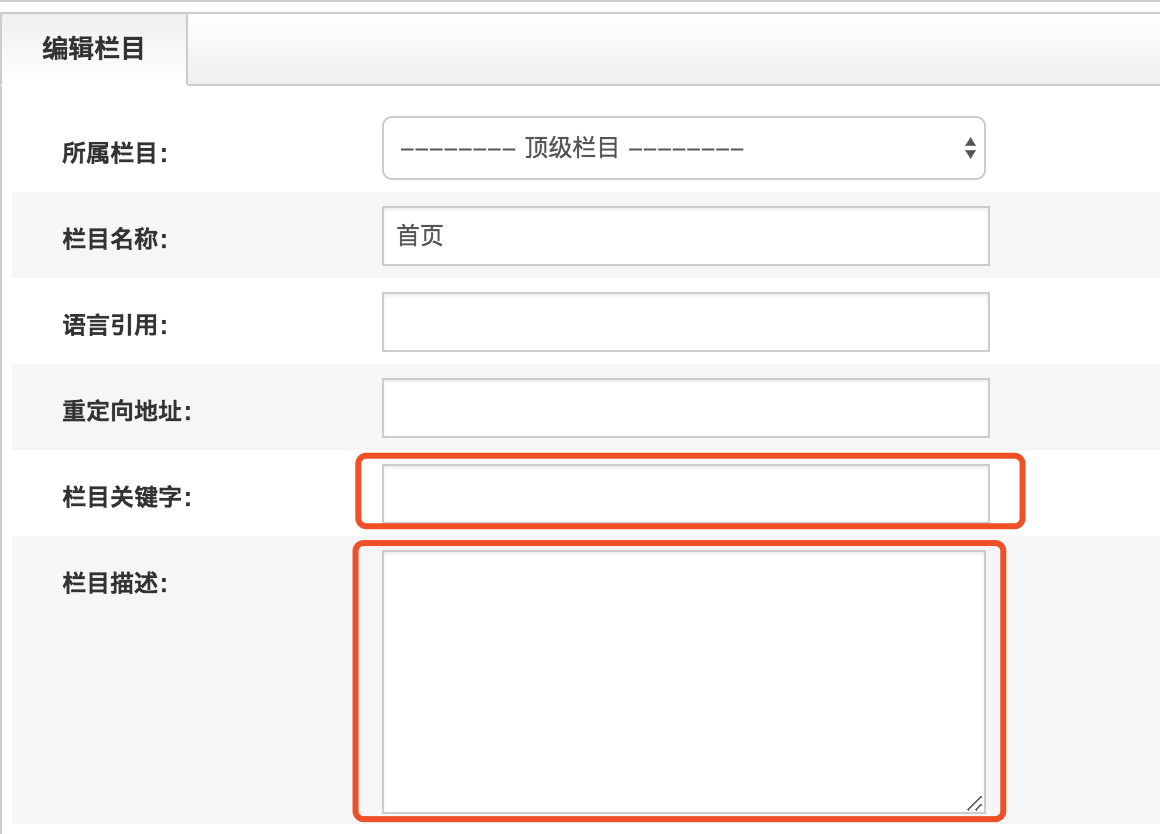 编辑栏目
所属栏目: -------- 顶级栏目 --------
栏目名称: 首页
语言引用:
重定向地址:
栏目关键字:
栏目描述: